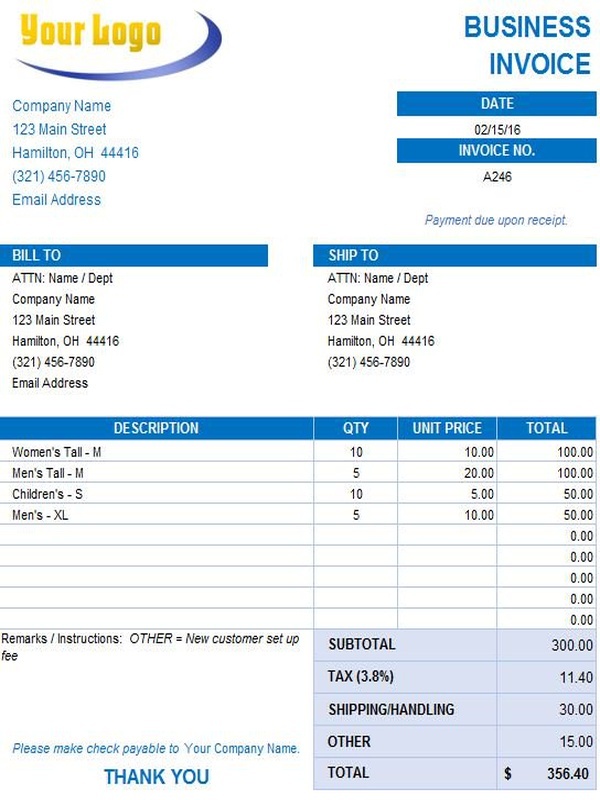 Your Logo
BUSINESS
INVOICE
Company Name
123 Main Street
Hamilton, OH 44416
(321) 456-7890
Email Address
DATE
02/15/16
INVOICE NO.
A246
Payment due upon receipt.
BILL TO
ATTN: Name / Dept
Company Name
123 Main Street
Hamilton, OH 44416
(321) 456-7890
Email Address
SHIP TO
ATTN: Name / Dept
Company Name
123 Main Street
Hamilton, OH 44416
(321) 456-7890
DESCRIPTION QTY UNIT PRICE TOTAL
Women's Tall - M 10 10.00 100.00
Men's Tall - M 5 20.00 100.00
Children's - S 10 5.00 50.00
Men's - XL 5 10.00 50.00
0.00
0.00
0.00
0.00
0.00
Remarks / Instructions: OTHER = New customer set up
fee
SUBTOTAL 300.00
TAX (3.8%) 11.40
SHIPPING/HANDLING 30.00
OTHER 15.00
TOTAL $ 356.40
Please make check payable to Your Company Name.
THANK YOU